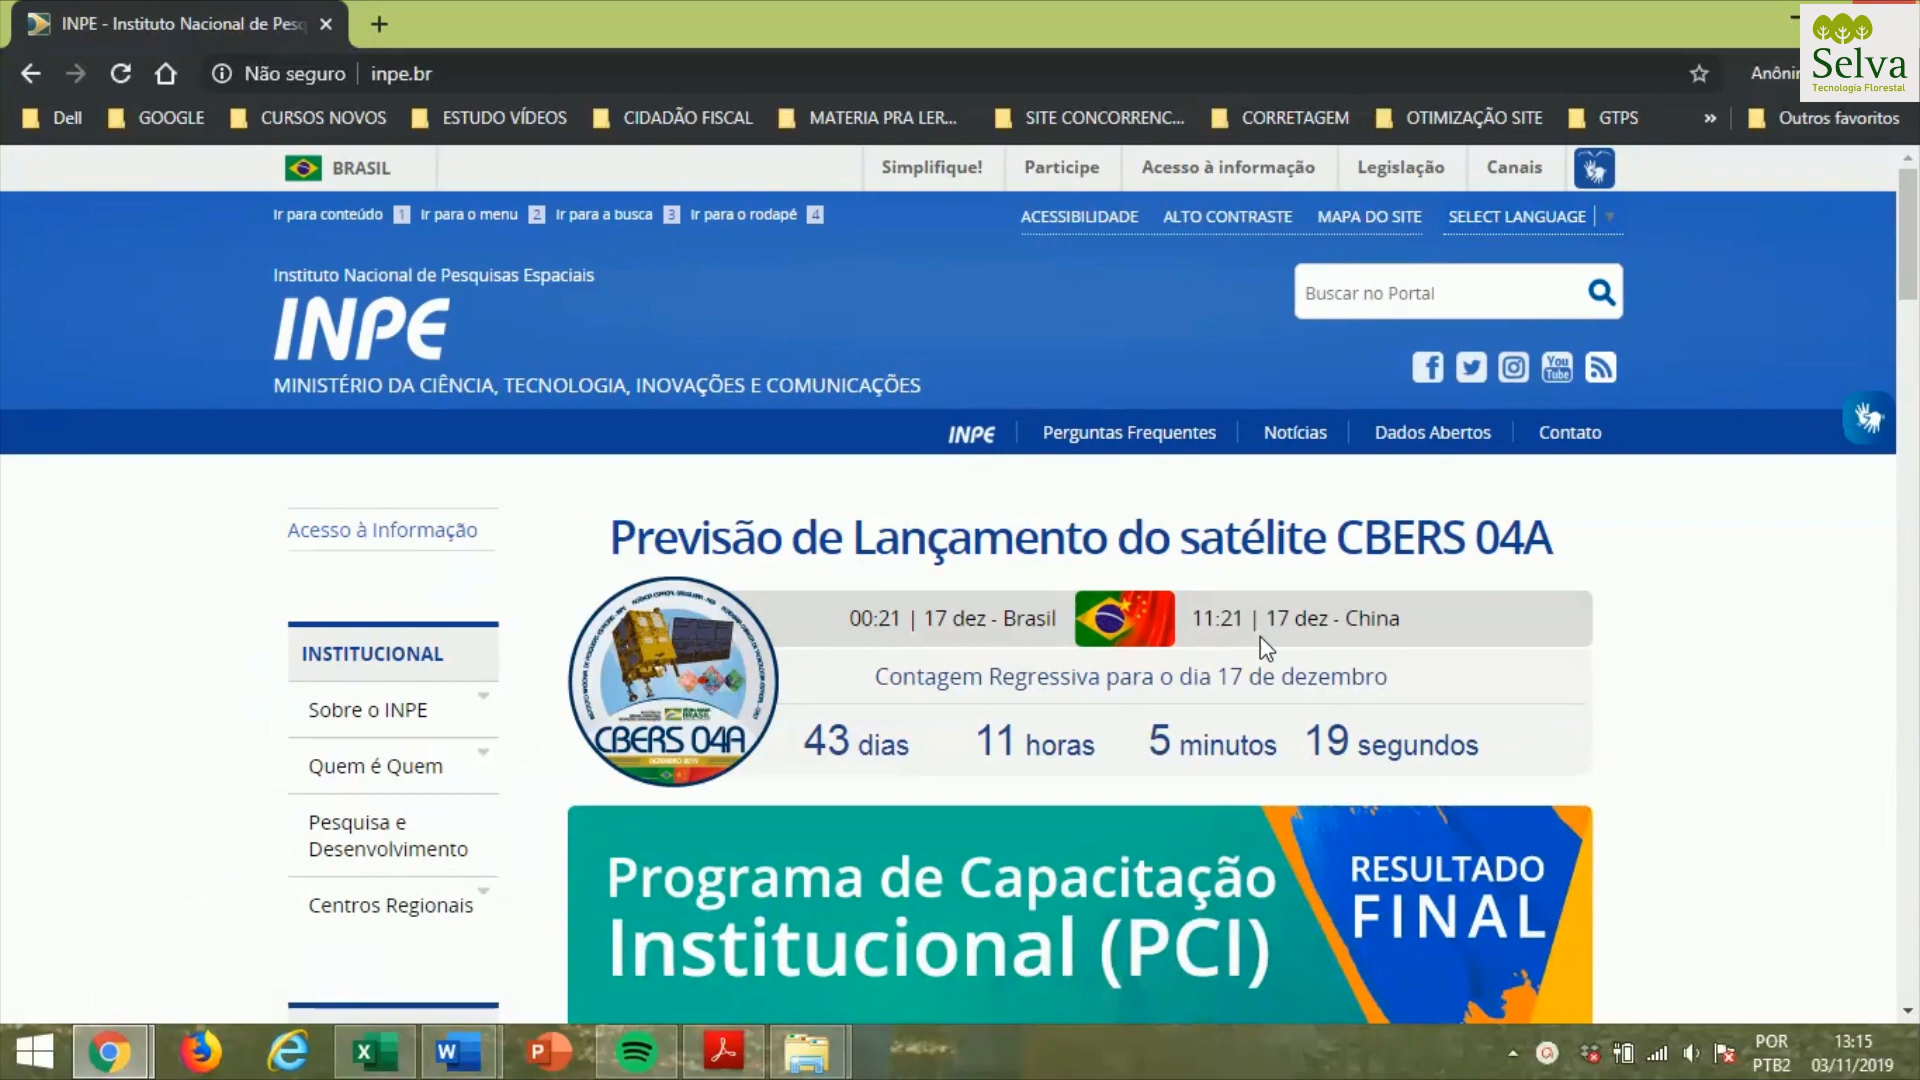 INPE - Instituto Nacional de Pesq
Selva
Tecnologia Florestal
Não seguro
inpe.br
Anônim
Dell
GOOGLE
CURSOS NOVOS
ESTUDO VÍDEOS
CIDADÃO FISCAL
MATERIA PRA LER...
SITE CONCORRENC...
CORRETAGEM
OTIMIZAÇÃO SITE
GTPS
»
Outros favoritos
BRASIL
Simplifique!
Participe
Acesso à informação
Legislação
Canais
Ir para conteúdo 1 Ir para o menu 2 Ir para a busca 3 Ir para o rodapé 4
ACESSIBILIDADE
ALTO CONTRASTE
MAPA DO SITE
SELECT LANGUAGE
Instituto Nacional de Pesquisas Espaciais
INPE
MINISTÉRIO DA CIÊNCIA, TECNOLOGIA, INOVAÇÕES E COMUNICAÇÕES
Buscar no Portal
You Tube
INPE
Perguntas Frequentes
Notícias
Dados Abertos
Contato
Acesso à Informação
INSTITUCIONAL
Sobre o INPE
Quem é Quem
Pesquisa e
Desenvolvimento
Centros Regionais
Previsão de Lançamento do satélite CBERS 04A
00:21 | 17 dez - Brasil
11:21 | 17 dez - China
Contagem Regressiva para o dia 17 de dezembro
43 dias 11 horas 5 minutos 19 segundos
BRASIL
CBERS 04A
DEZEMBRO 2019
Programa de Capacitação
Institucional (PCI)
RESULTADO
FINAL
POR
PTB2
13:15
03/11/2019